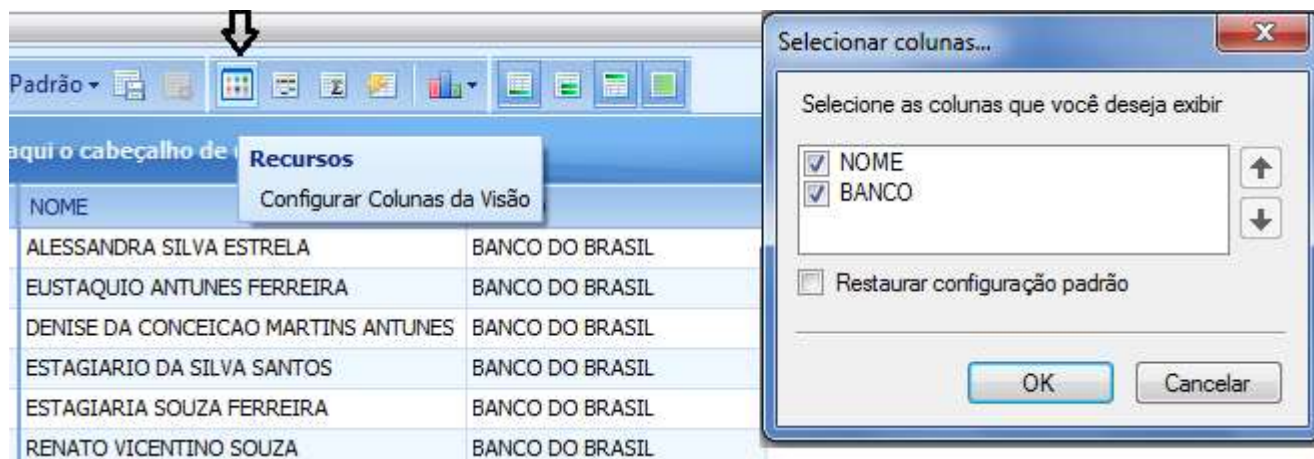 Padrão
aqui o cabeçalho de
Recursos
Configurar Colunas da Visão
NOME
ALESSANDRA SILVA ESTRELA BANCO DO BRASIL
EUSTAQUIO ANTUNES FERREIRA BANCO DO BRASIL
DENISE DA CONCEICAO MARTINS ANTUNES BANCO DO BRASIL
ESTAGIARIO DA SILVA SANTOS BANCO DO BRASIL
ESTAGIARIA SOUZA FERREIRA BANCO DO BRASIL
RENATO VICENTINO SOUZA BANCO DO BRASIL
Selecionar colunas...
Selecione as colunas que você deseja exibir
NOME
BANCO
Restaurar configuração padrão
OK Cancelar